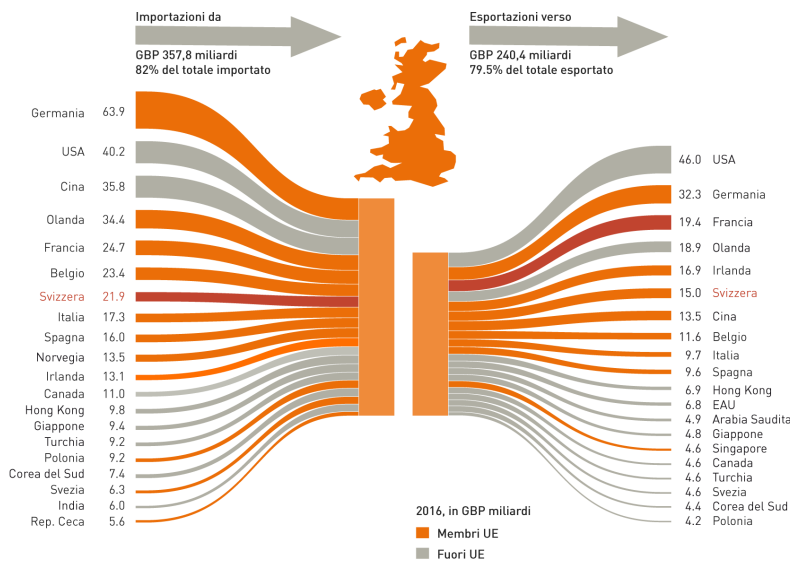 Importazioni da
GBP 357,8 miliardi
82% del totale importato
Esportazioni verso
GBP 240,4 miliardi
79.5% del totale esportato
Germania 63.9
USA 40.2
Cina 35.8
Olanda 34.4
Francia 24.7
Belgio 23.4
Svizzera 21.9
Italia 17.3
Spagna 16.0
Norvegia 13.5
Irlanda 13.1
Canada 11.0
Hong Kong 9.8
Giappone 9.4
Turchia 9.2
Polonia 9.2
Corea del Sud 7.4
Svezia 6.3
India 6.0
Rep. Ceca 5.6
46.0 USA
32.3 Germania
19.4 Francia
18.9 Olanda
16.9 Irlanda
15.0 Svizzera
13.5 Cina
11.6 Belgio
9.7 Italia
9.6 Spagna
6.9 Hong Kong
6.8 EAU
4.9 Arabia Saudita
4.8 Giappone
4.6 Singapore
4.6 Canada
4.6 Turchia
4.6 Svezia
4.4 Corea del Sud
4.2 Polonia
2016, in GBP miliardi
Membri UE
Fuori UE